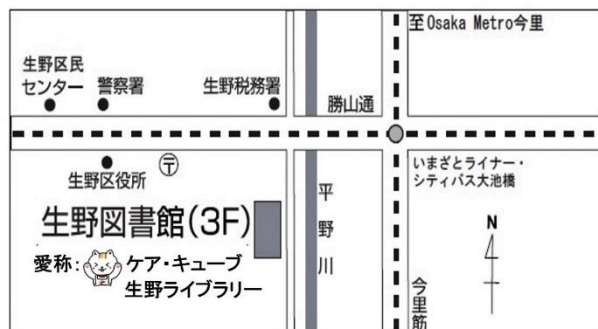 至Osaka Metro今里
生野区民
センター
警察署
生野税務署
勝山通
生野区役所
〒
いまざとライナー・
シティバス大池橋
生野図書館(3F)
愛称:
ケア・キューブ
生野ライブラリー
平野川
N
今里筋